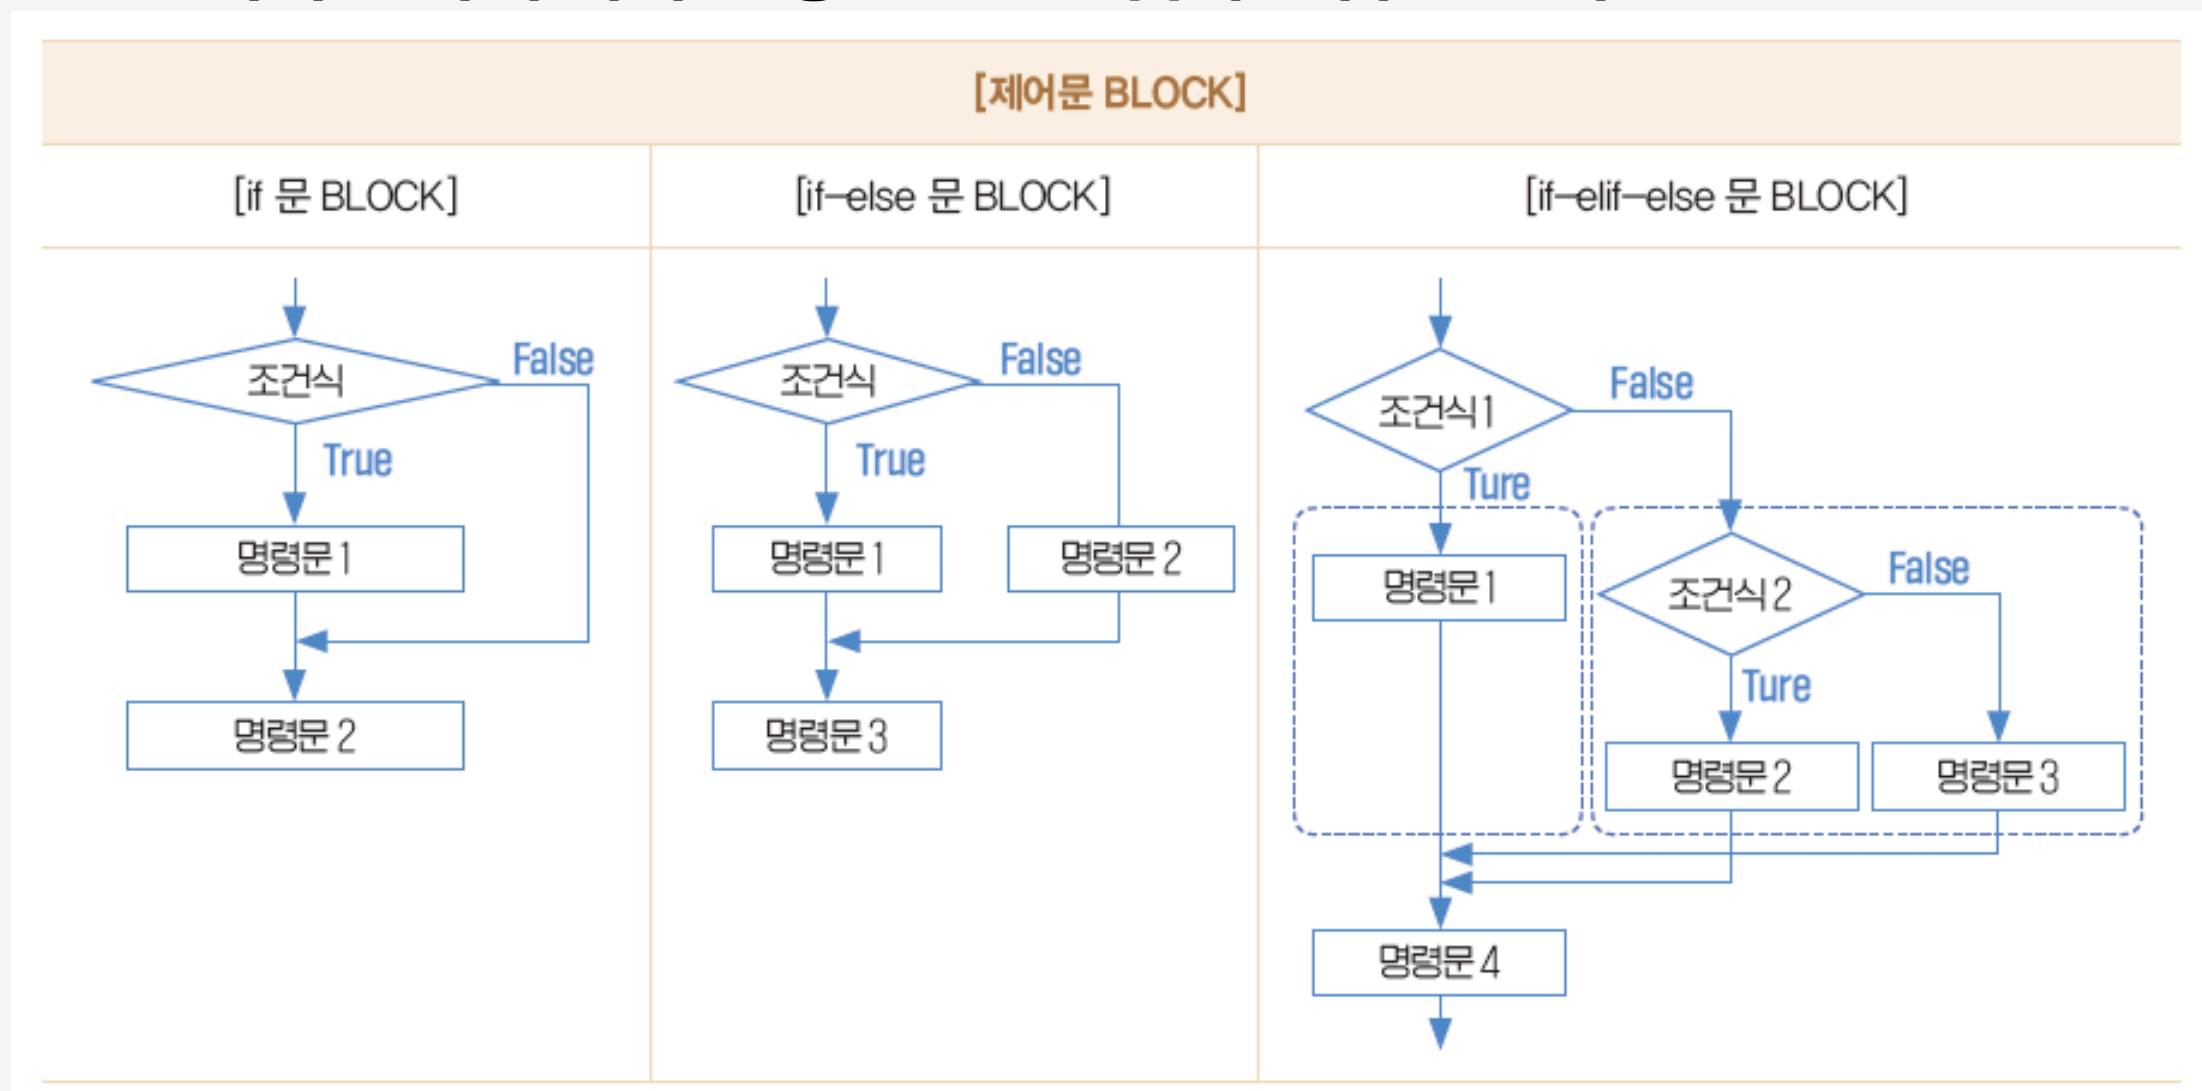 [제어문 BLOCK]
[if 문 BLOCK]
[if-else 문 BLOCK]
[if-elif-else 문 BLOCK]
조건식
False
True
명령문 1
명령문 2
조건식
False
True
명령문 1
명령문 2
명령문 3
조건식 1
False
Ture
명령문 1
조건식 2
False
Ture
명령문 2
명령문 3
명령문 4